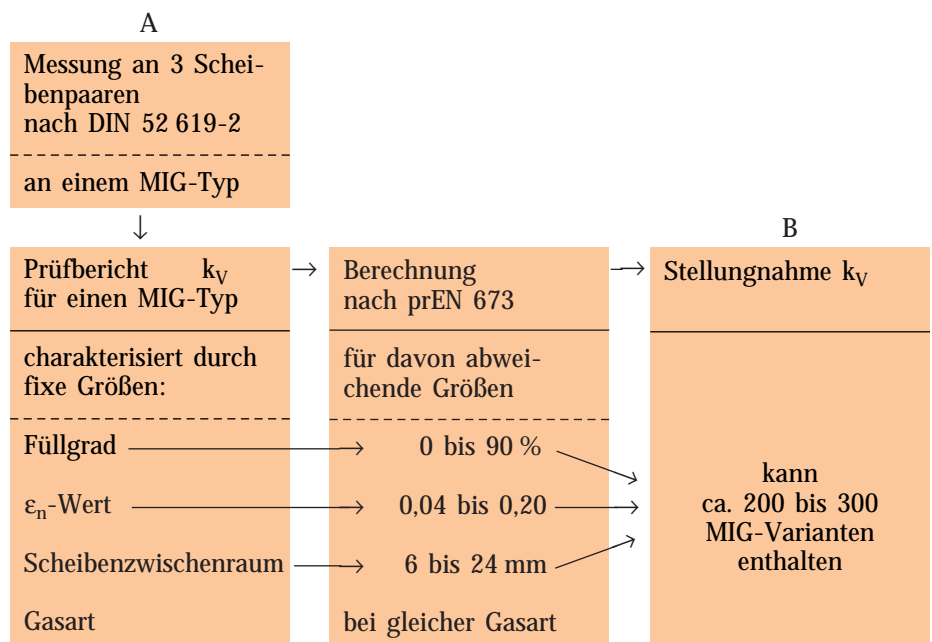 A
Messung an 3 Schei-
benpaaren
nach DIN 52 619-2
an einem MIG-Typ
Prüfbericht k_V
für einen MIG-Typ
charakterisiert durch
fixe Größen:
Füllgrad
ε_n-Wert
Scheibenzwischenraum
Gasart
Berechnung
nach prEN 673
für davon abwei-
chende Größen
0 bis 90 %
0,04 bis 0,20
6 bis 24 mm
bei gleicher Gasart
B
Stellungnahme k_V
kann
ca. 200 bis 300
MIG-Varianten
enthalten